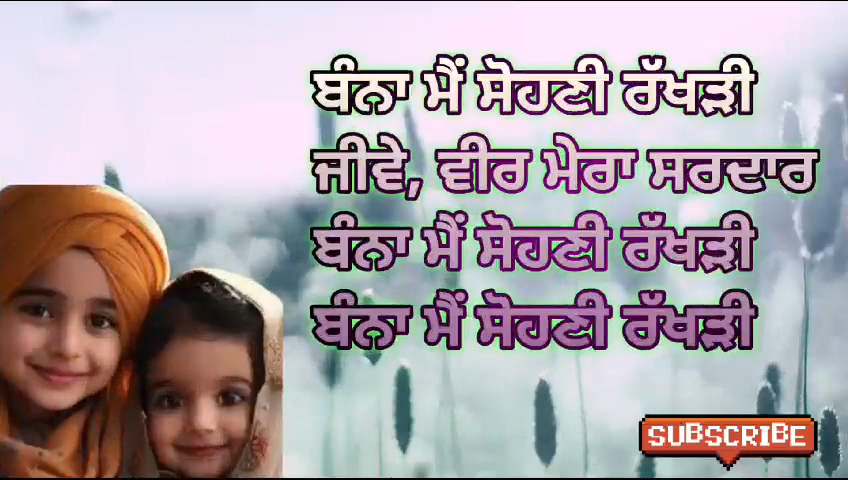 ਬੰਨਾ ਮੈਂ ਸੋਹਣੀ ਰੱਖੜੀ
ਜੀਵੇ, ਵੀਰ ਮੇਰਾ ਸਰਦਾਰ
ਬੰਨਾ ਮੈਂ ਸੋਹਣੀ ਰੱਖੜੀ
ਬੰਨਾ ਮੈਂ ਸੋਹਣੀ ਰੱਖੜੀ
SUBSCRIBE